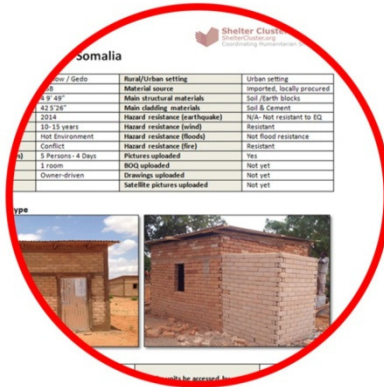 Shelter Cluster
ShelterCluster.org
Coordinating Humanitarian
Somalia
/ Gedo Rural/Urban setting Urban setting
Material source Imported, locally procured
4 9' 49" Main structural materials Soil /Earth blocks
42 5'26" Main cladding materials Soil & Cement
2014 Hazard resistance (earthquake) N/A- Not resistant to EQ
10-15 years Hazard resistance (wind) Resistant
Hot Environment Hazard resistance (floods) Not flood resistance
Conflict Hazard resistance (fire) Resistant
5 Persons - 4 Days Pictures uploaded Yes
1 room BOQ uploaded Not yet
Owner-driven Drawings uploaded Not yet
Satellite pictures uploaded Not yet
units be accessed